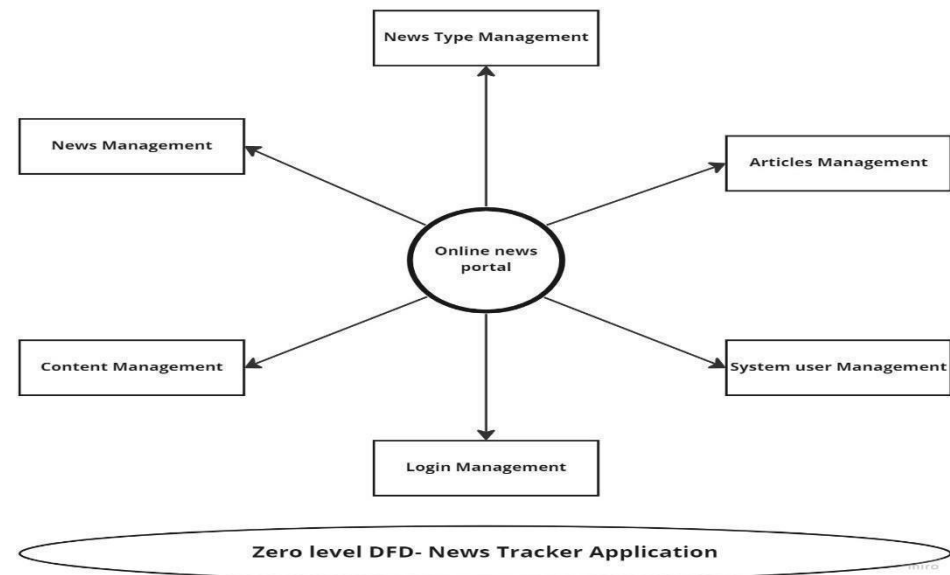 News Type Management
News Management
Articles Management
Online news
portal
Content Management
System user Management
Login Management
Zero level DFD- News Tracker Application
miro